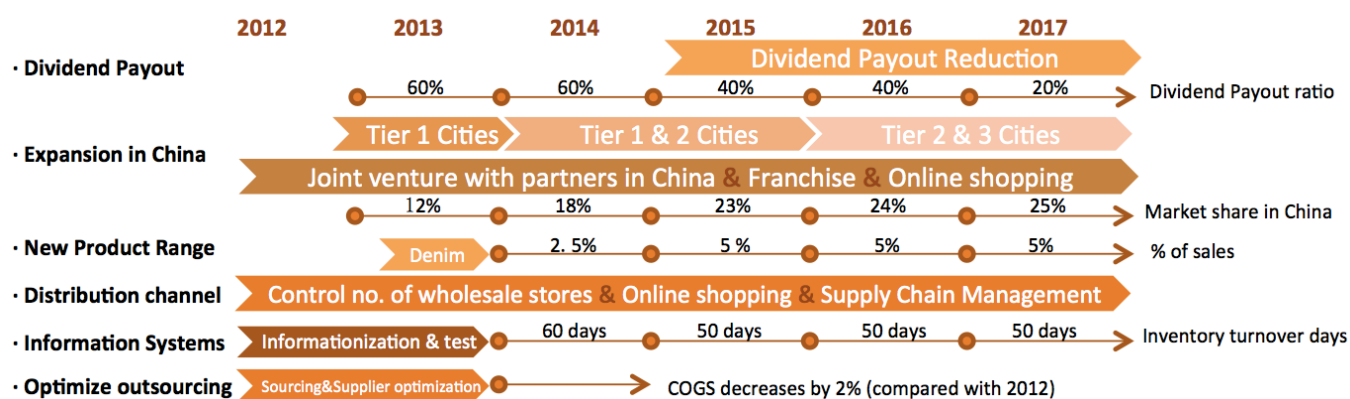 2012 2013 2014 2015 2016 2017
Dividend Payout Reduction
· Dividend Payout
60% 60% 40% 40% 20% Dividend Payout ratio
Tier 1 Cities Tier 1 & 2 Cities Tier 2 & 3 Cities
· Expansion in China
Joint venture with partners in China & Franchise & Online shopping
12% 18% 23% 24% 25% Market share in China
· New Product Range Denim 2. 5% 5 % 5% 5% % of sales
· Distribution channel Control no. of wholesale stores & Online shopping & Supply Chain Management
· Information Systems Informationization & test 60 days 50 days 50 days 50 days Inventory turnover days
· Optimize outsourcing Sourcing&Supplier optimization COGS decreases by 2% (compared with 2012)